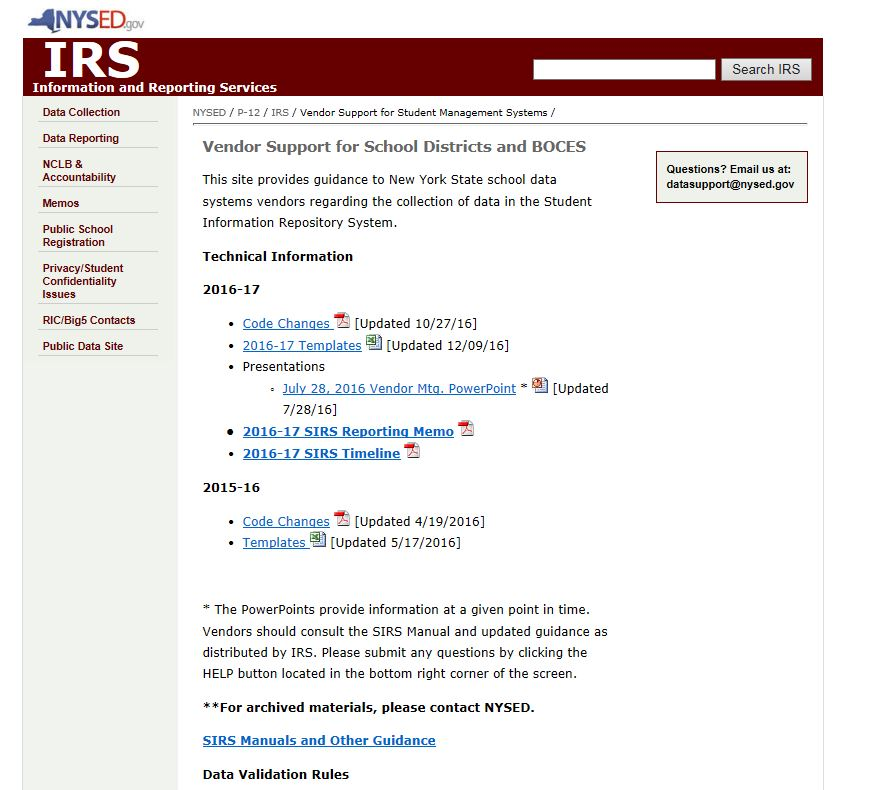 NYSED.gov
IRS
Information and Reporting Services
Search IRS
Data Collection
Data Reporting
NCLB &
Accountability
Memos
Public School
Registration
Privacy/Student
Confidentiality
Issues
RIC/Big5 Contacts
Public Data Site
NYSED / P-12 / IRS / Vendor Support for Student Management Systems /
Vendor Support for School Districts and BOCES
Questions? Email us at:
datasupport@nysed.gov
This site provides guidance to New York State school data
systems vendors regarding the collection of data in the Student
Information Repository System.
Technical Information
2016-17
• Code Changes [Updated 10/27/16]
• 2016-17 Templates [Updated 12/09/16]
• Presentations
◦ July 28, 2016 Vendor Mtg. PowerPoint * [Updated
7/28/16]
• 2016-17 SIRS Reporting Memo
• 2016-17 SIRS Timeline
2015-16
• Code Changes [Updated 4/19/2016]
• Templates [Updated 5/17/2016]
* The PowerPoints provide information at a given point in time.
Vendors should consult the SIRS Manual and updated guidance as
distributed by IRS. Please submit any questions by clicking the
HELP button located in the bottom right corner of the screen.
**For archived materials, please contact NYSED.
SIRS Manuals and Other Guidance
Data Validation Rules